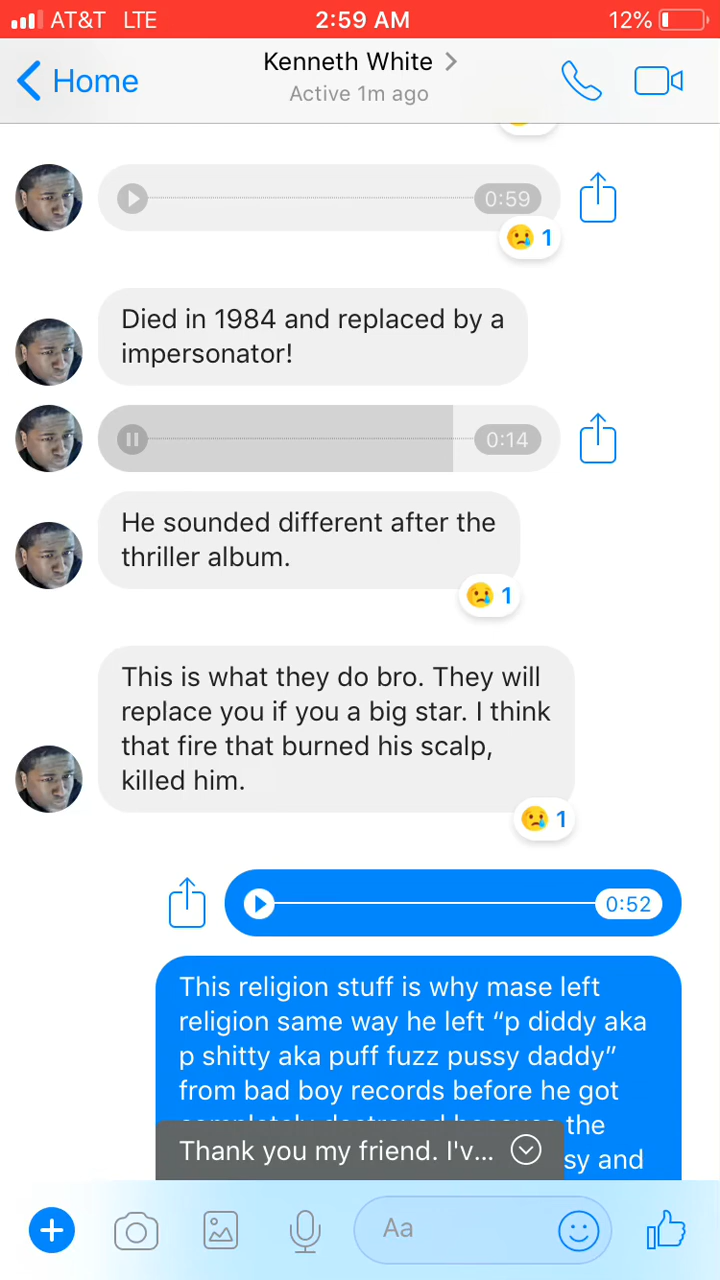 AT&T LTE 2:59 AM 12%
Home
Kenneth White
Active 1m ago
0:59
1
Died in 1984 and replaced by a
impersonator!
0:14
He sounded different after the
thriller album.
1
This is what they do bro. They will
replace you if you a big star. I think
that fire that burned his scalp,
killed him.
1
0:52
This religion stuff is why mase left
religion same way he left “p diddy aka
p shitty aka puff fuzz pussy daddy”
from bad boy records before he got
the
Thank you my friend. I'v...
sy and
Aa